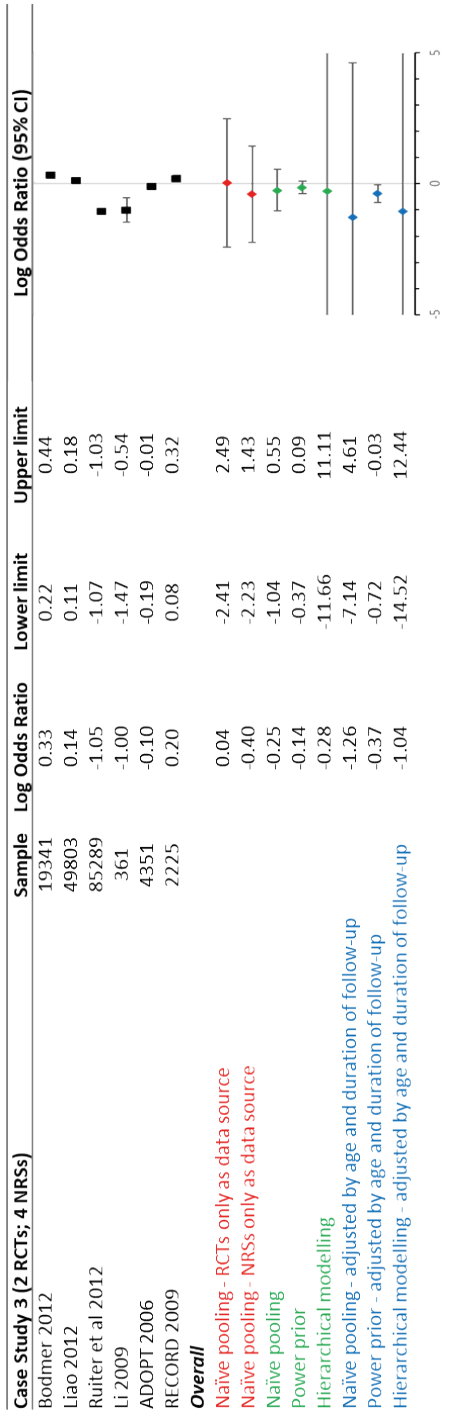 Case Study 3 (2 RCTs; 4 NRSs) Sample Log Odds Ratio Lower limit Upper limit Log Odds Ratio (95% CI)
Bodmer 2012 19341 0.33 0.22 0.44
Liao 2012 49803 0.14 0.11 0.18
Ruiter et al 2012 85289 -1.05 -1.07 -1.03
Li 2009 361 -1.00 -1.47 -0.54
ADOPT 2006 4351 -0.10 -0.19 -0.01
RECORD 2009 2225 0.20 0.08 0.32
Overall
Naïve pooling - RCTs only as data source 0.04 -2.41 2.49
Naïve pooling - NRSs only as data source -0.40 -2.23 1.43
Naïve pooling -0.25 -1.04 0.55
Power prior -0.14 -0.37 0.09
Hierarchical modelling -0.28 -11.66 11.11
Naïve pooling - adjusted by age and duration of follow-up -1.26 -7.14 4.61
Power prior - adjusted by age and duration of follow-up -0.37 -0.72 -0.03
Hierarchical modelling - adjusted by age and duration of follow-up -1.04 -14.52 12.44
-5 0 5